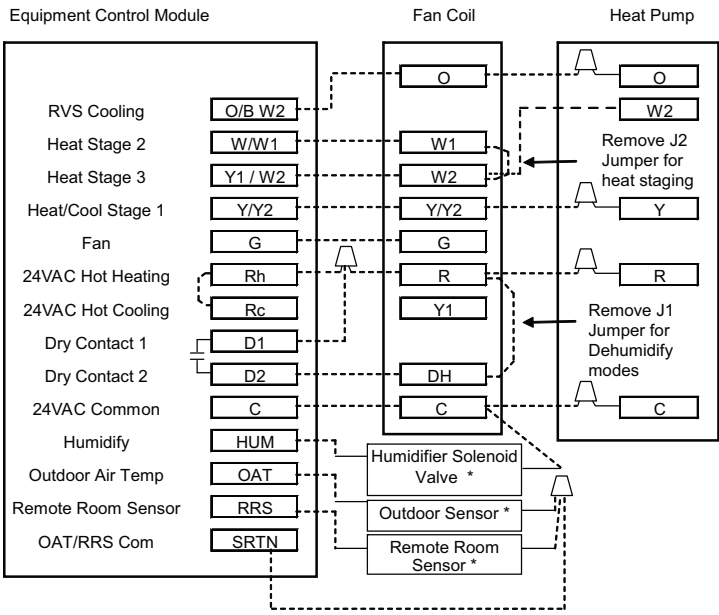 Equipment Control Module
Fan Coil
Heat Pump
O
O
RVS Cooling
O/B W2
W2
Heat Stage 2
W/W1
W1
Remove J2
Jumper for
heat staging
Heat Stage 3
Y1 / W2
W2
Heat/Cool Stage 1
Y/Y2
Y/Y2
Y
Fan
G
G
24VAC Hot Heating
Rh
R
R
24VAC Hot Cooling
Rc
Y1
Remove J1
Jumper for
Dehumidify
modes
Dry Contact 1
D1
Dry Contact 2
D2
DH
24VAC Common
C
C
C
Humidify
HUM
Humidifier Solenoid
Valve *
Outdoor Air Temp
OAT
Outdoor Sensor *
Remote Room Sensor
RRS
Remote Room
Sensor *
OAT/RRS Com
SRTN